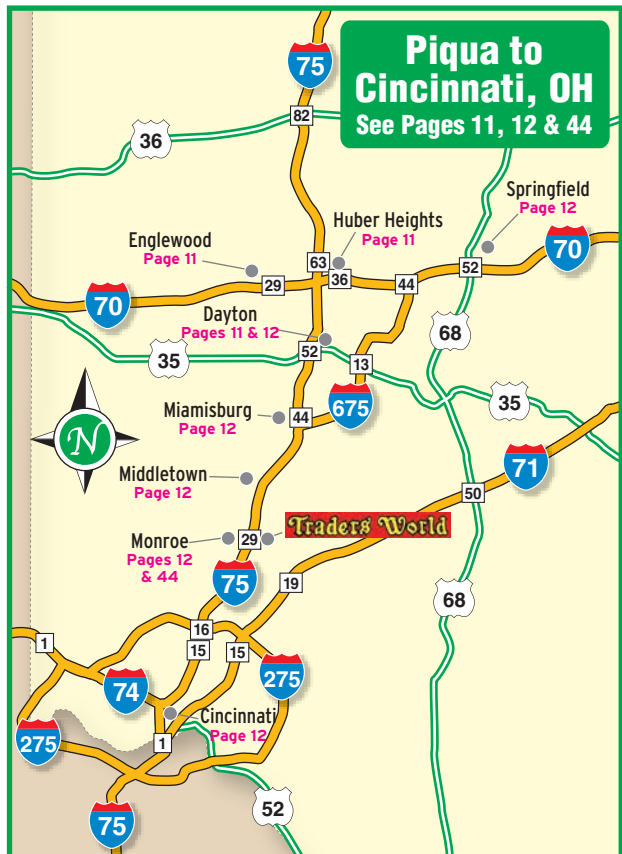 Piqua to
Cincinnati, OH
See Pages 11, 12 & 44
75
82
36
Springfield
Page 12
Huber Heights
Page 11
Englewood
Page 11
70
63
36
29
44
52
70
Dayton
Pages 11 & 12
68
35
52
13
675
35
Miamisburg
Page 12
44
N
71
Middletown
Page 12
50
Traders World
Monroe
Pages 12
& 44
29
75
19
68
16
15
15
1
275
74
Cincinnati
Page 12
275
1
52
75